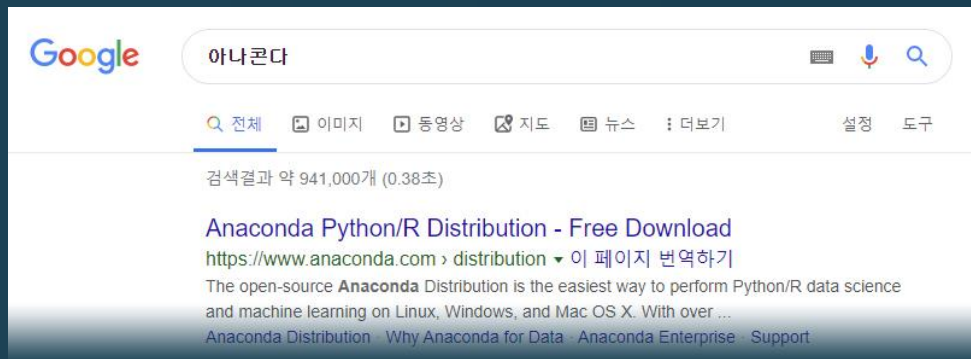 Google
아나콘다
전체 이미지 동영상 지도 뉴스 더보기 설정 도구
검색결과 약 941,000개 (0.38초)
Anaconda Python/R Distribution - Free Download
https://www.anaconda.com › distribution ▾ 이 페이지 번역하기
The open-source Anaconda Distribution is the easiest way to perform Python/R data science
and machine learning on Linux, Windows, and Mac OS X. With over ...
Anaconda Distribution · Why Anaconda for Data · Anaconda Enterprise · Support